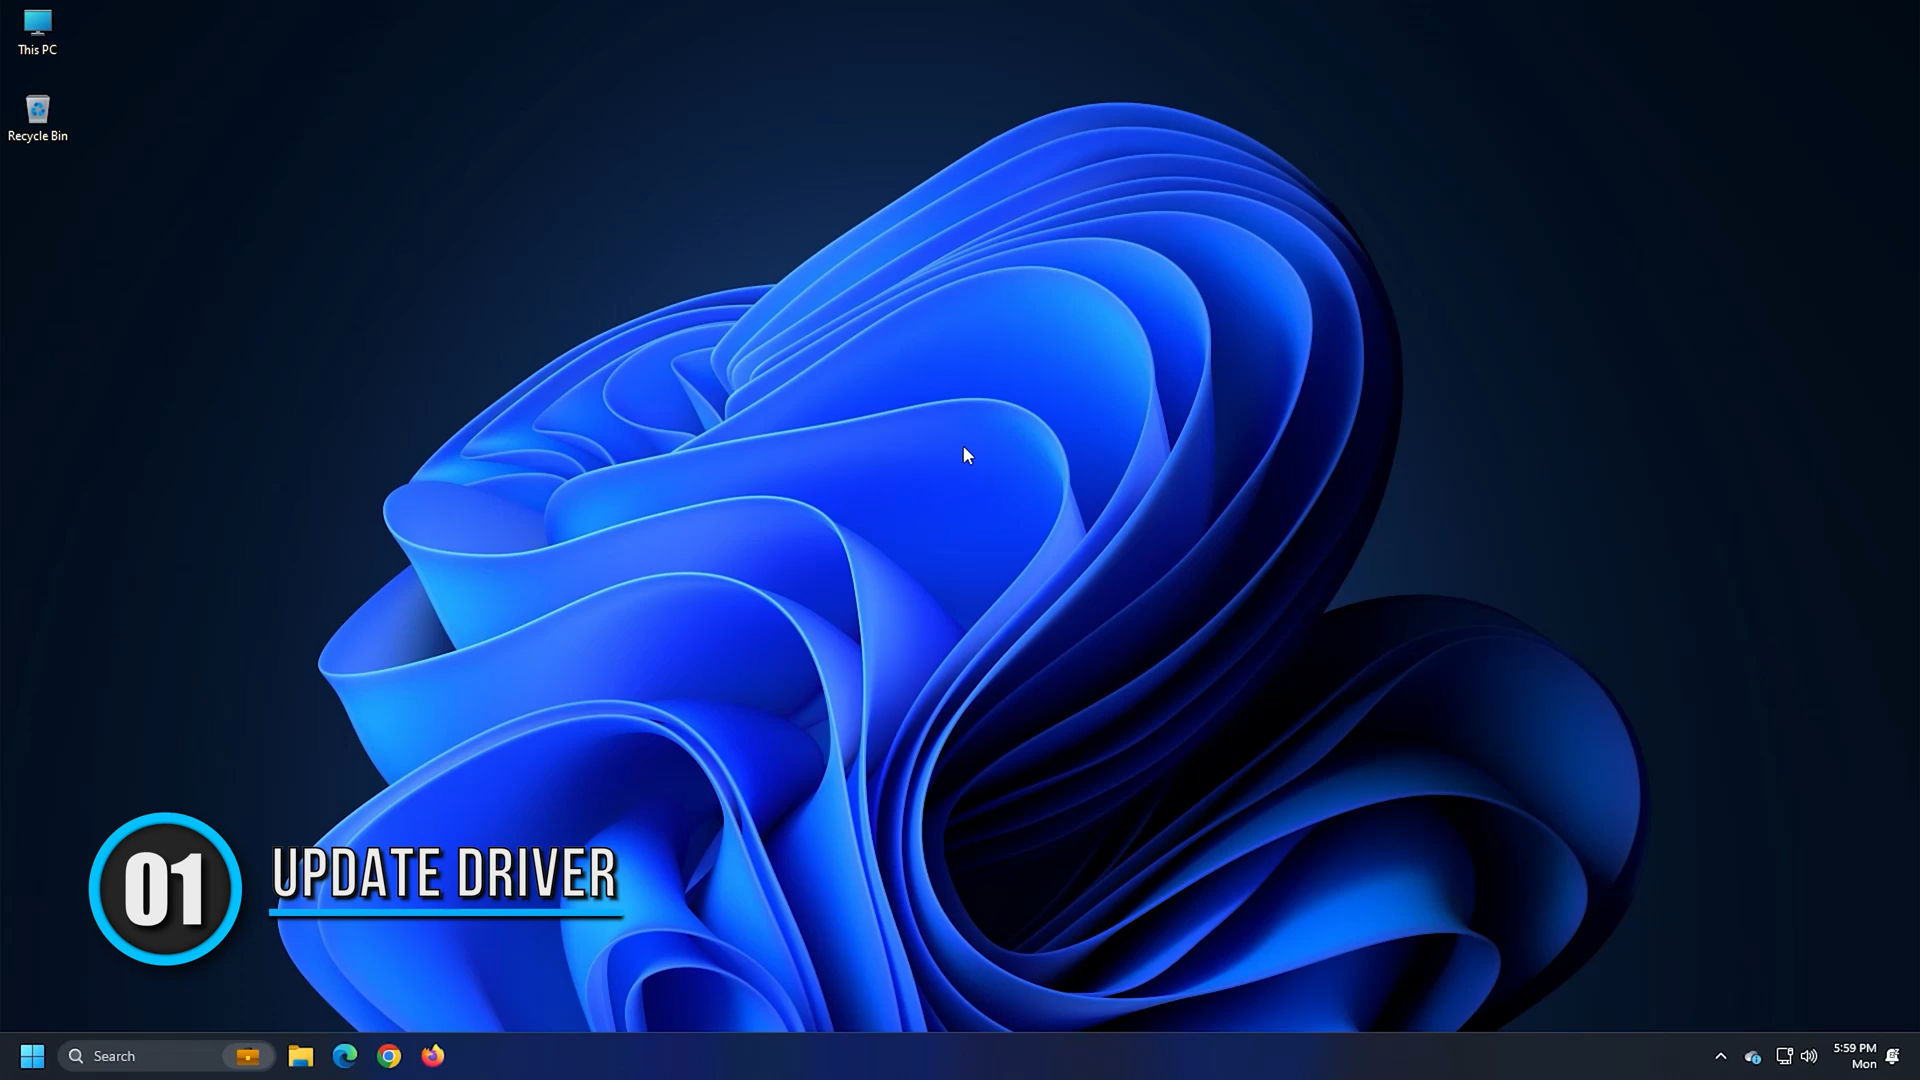 This PC
Recycle Bin
01
UPDATE DRIVER
Search
5:59 PM
Mon